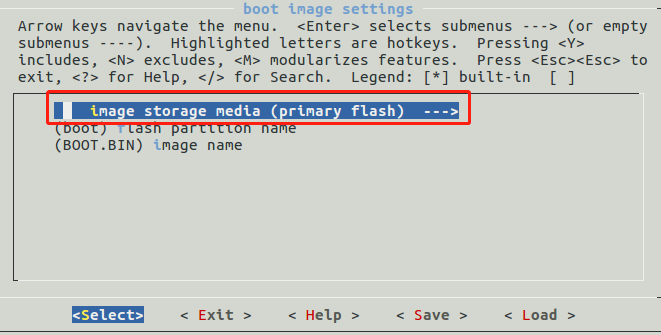 boot image settings
Arrow keys navigate the menu.  <Enter> selects submenus ---> (or empty
submenus ----).  Highlighted letters are hotkeys.  Pressing <Y>
includes, <N> excludes, <M> modularizes features.  Press <Esc><Esc> to
exit, <?> for Help, </> for Search.  Legend: [*] built-in  [ ]
image storage media (primary flash)  --->
(boot) flash partition name
(BOOT.BIN) image name
<Select>    < Exit >    < Help >    < Save >    < Load >